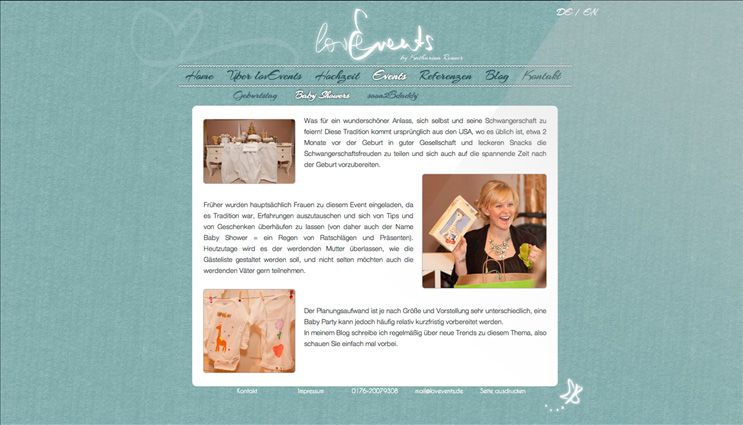 DE / EN
lovEvents
by Katharina Rumer
Home Über lovEvents Hochzeit Events Referenzen Blog Kontakt
Geburtstag Baby Showers soon2Bdaddy
Was für ein wunderschöner Anlass, sich selbst und seine Schwangerschaft zu
feiern! Diese Tradition kommt ursprünglich aus den USA, wo es üblich ist, etwa 2
Monate vor der Geburt in guter Gesellschaft und leckeren Snacks die
Schwangerschaftsfreuden zu teilen und sich auch auf die spannende Zeit nach
der Geburt vorzubereiten.
Früher wurden hauptsächlich Frauen zu diesem Event eingeladen, da
es Tradition war, Erfahrungen auszutauschen und sich von Tips und
von Geschenken überhäufen zu lassen (von daher auch der Name
Baby Shower = ein Regen von Ratschlägen und Präsenten).
Heutzutage wird es der werdenden Mutter überlassen, wie die
Gästeliste gestaltet werden soll, und nicht selten möchten auch die
werdenden Väter gern teilnehmen.
Der Planungsaufwand ist je nach Größe und Vorstellung sehr unterschiedlich, eine
Baby Party kann jedoch häufig relativ kurzfristig vorbereitet werden.
In meinem Blog schreibe ich regelmäßig über neue Trends zu diesem Thema, also
schauen Sie einfach mal vorbei.
Kontakt Impressum 0176-20079308 mail@lovevents.de Seite ausdrucken